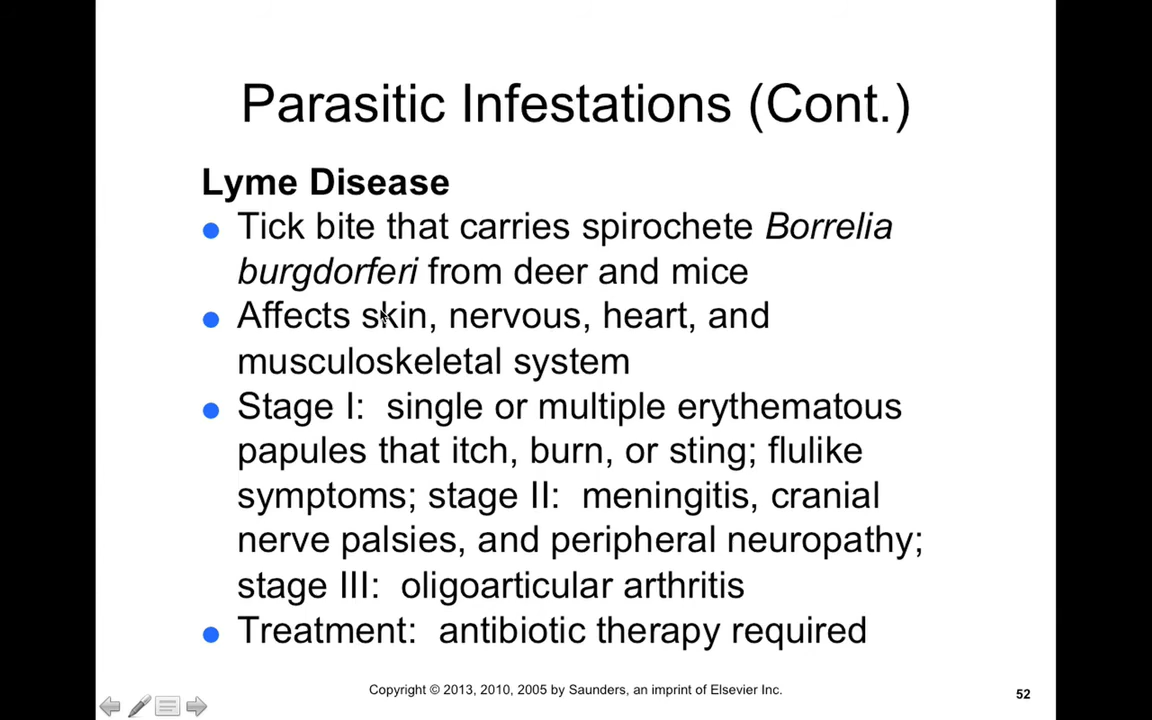 Parasitic Infestations (Cont.)
Lyme Disease
● Tick bite that carries spirochete Borrelia
burgdorferi from deer and mice
● Affects skin, nervous, heart, and
musculoskeletal system
● Stage I:  single or multiple erythematous
papules that itch, burn, or sting; flulike
symptoms; stage II:  meningitis, cranial
nerve palsies, and peripheral neuropathy;
stage III:  oligoarticular arthritis
● Treatment:  antibiotic therapy required
Copyright © 2013, 2010, 2005 by Saunders, an imprint of Elsevier Inc.
52